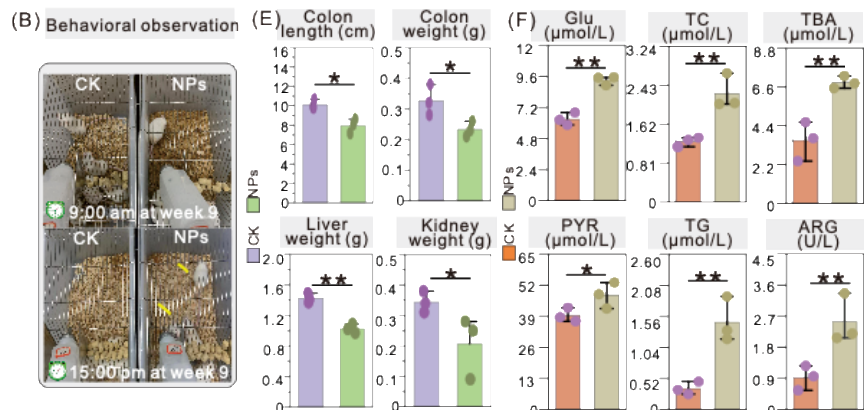 (B) Behavioral observation
CK NPs
9:00 am at week 9
CK NPs
15:00 pm at week 9
(E)
Colon
length (cm)
*
16
14
12
10
8
6
4
2
0
Colon
weight (g)
*
0.5
0.4
0.3
0.2
0.1
0
Liver
weight (g)
**
2.0
1.6
1.2
0.8
0.4
0
Kidney
weight (g)
*
0.5
0.4
0.3
0.2
0.1
0
NPs
CK
(F)
Glu
(μmol/L)
**
12.0
9.6
7.2
4.8
2.4
0
TC
(μmol/L)
**
3.24
2.43
1.62
0.81
0
TBA
(μmol/L)
**
8.8
6.6
4.4
2.2
0
PYR
(μmol/L)
*
65
52
39
26
13
0
TG
(μmol/L)
**
2.60
2.08
1.56
1.04
0.52
0
ARG
(U/L)
**
4.5
3.6
2.7
1.8
0.9
0
NPs
CK